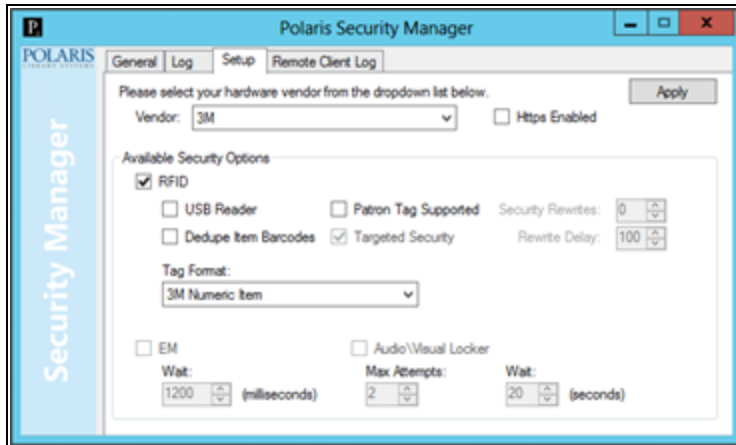 P
Polaris Security Manager
POLARIS
LIBRARY SYSTEMS
Security Manager
General Log Setup Remote Client Log
Please select your hardware vendor from the dropdown list below. Apply
Vendor: 3M Https Enabled
Available Security Options
RFID
USB Reader Patron Tag Supported Security Rewrites: 0
Dedupe Item Barcodes Targeted Security Rewrite Delay: 100
Tag Format:
3M Numeric Item
EM Audio\Visual Locker
Wait: Max Attempts: Wait:
1200 (milliseconds) 2 20 (seconds)